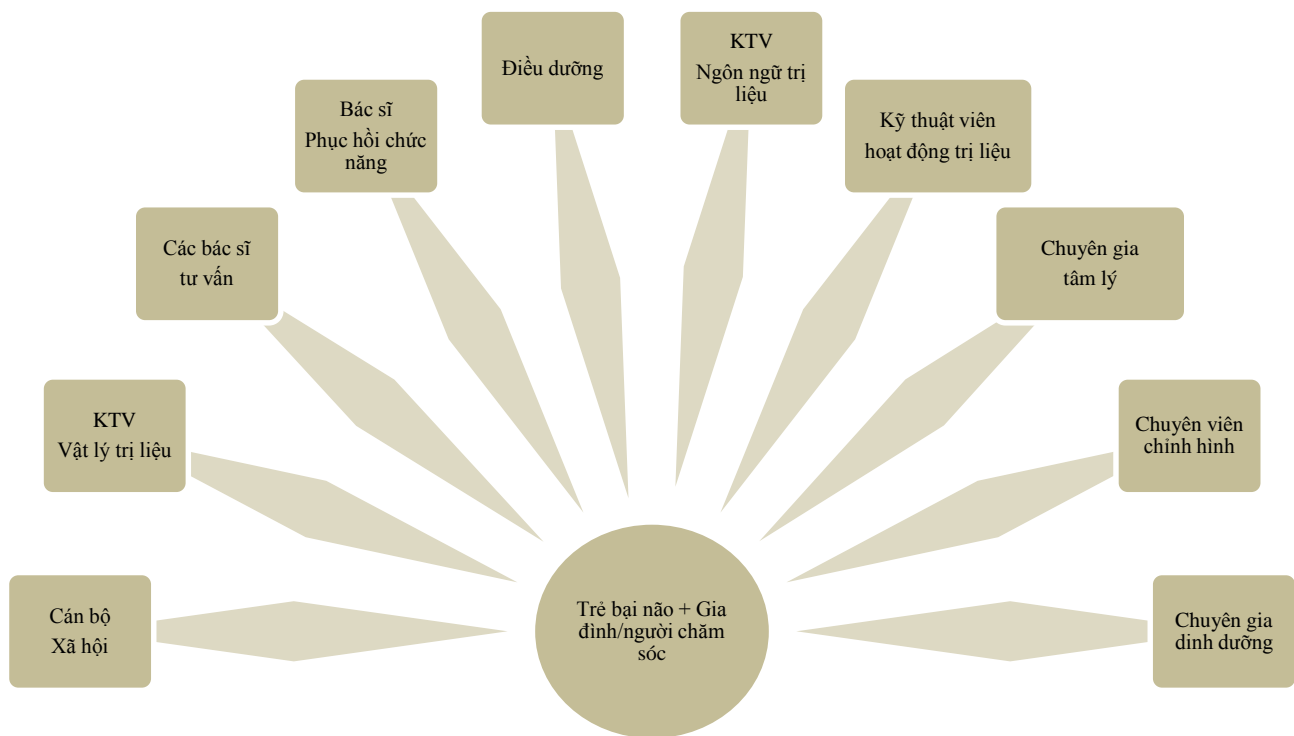 Điều dưỡng
KTV
Ngôn ngữ trị
liệu
Bác sĩ
Phục hồi chức
năng
Kỹ thuật viên
hoạt động trị liệu
Các bác sĩ
tư vấn
Chuyên gia
tâm lý
KTV
Vật lý trị liệu
Chuyên viên
chỉnh hình
Cán bộ
Xã hội
Trẻ bại não + Gia
đình/người chăm
sóc
Chuyên gia
dinh dưỡng